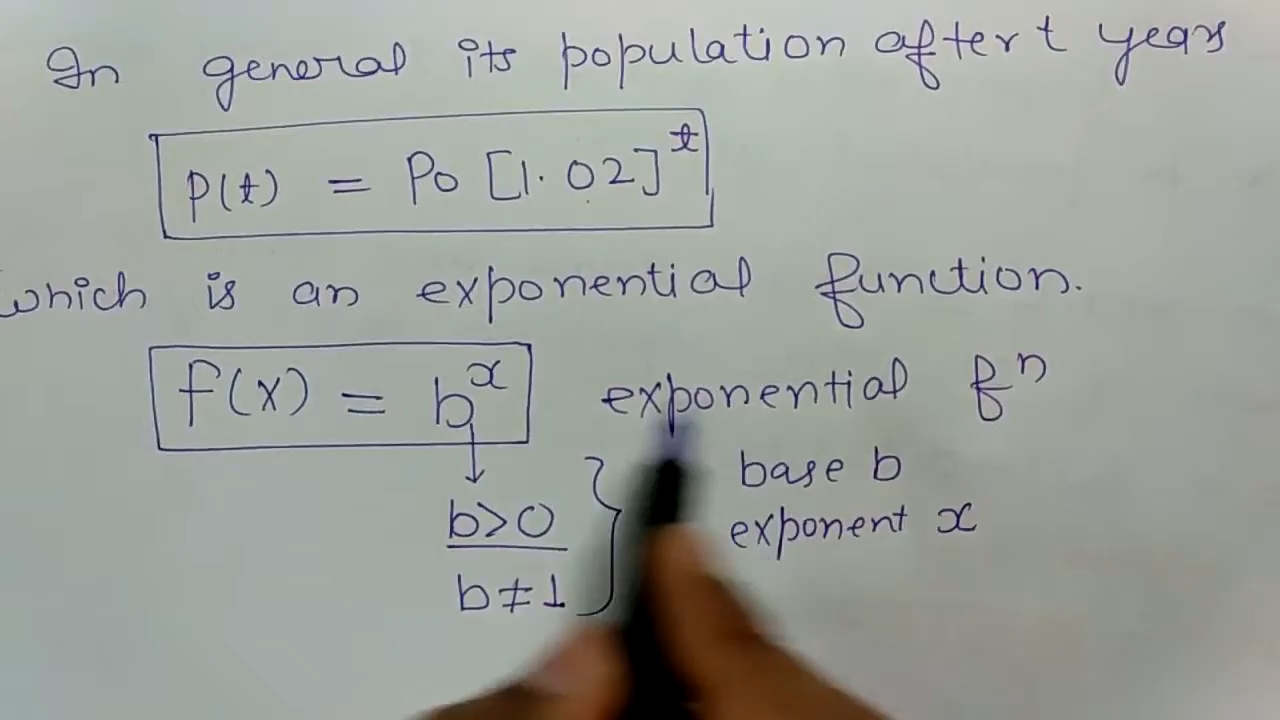 In general its population after t years
P(t) = Po [1.02]^t
which is an exponential function.
f(x) = b^x exponential f^n
base b
b>0 exponent x
b≠1